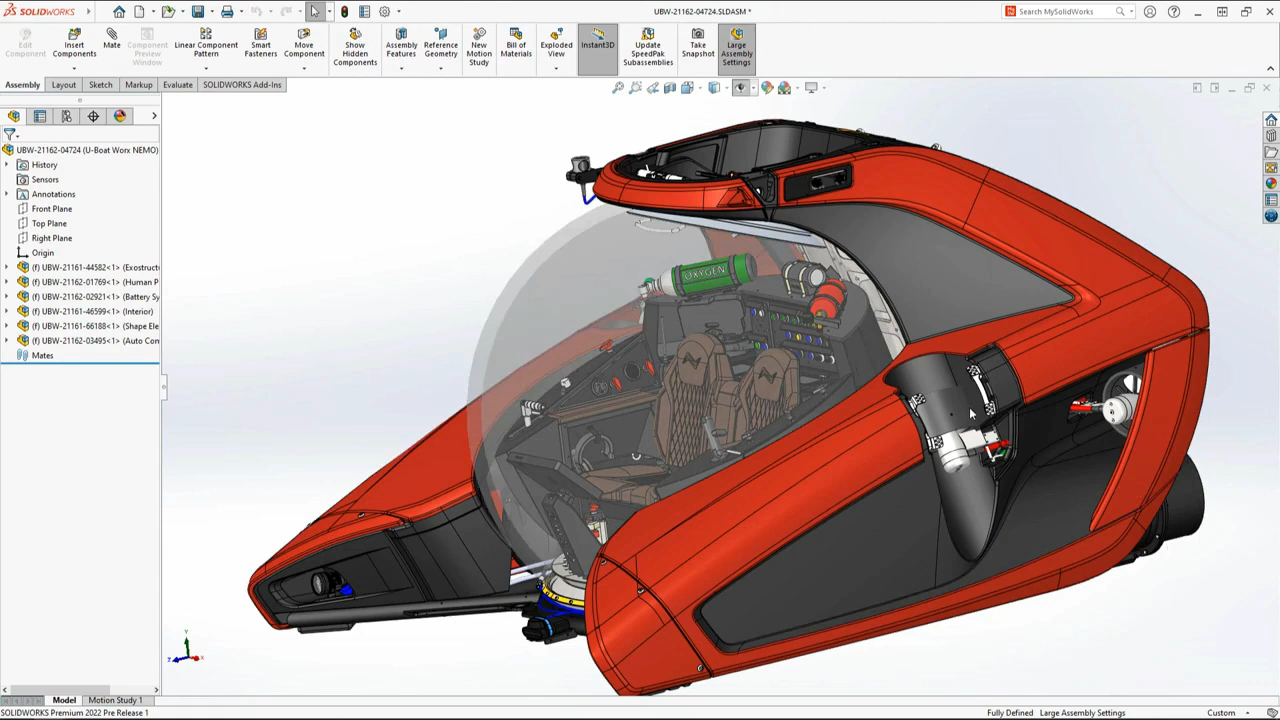 SOLIDWORKS
UBW-21162-04724.SLDASM *
Search MySolidWorks
Edit Component
Insert Components
Mate
Component Preview Window
Linear Component Pattern
Smart Fasteners
Move Component
Show Hidden Components
Assembly Features
Reference Geometry
New Motion Study
Bill of Materials
Exploded View
Instant3D
Update SpeedPak Subassemblies
Take Snapshot
Large Assembly Settings
Assembly
Layout
Sketch
Markup
Evaluate
SOLIDWORKS Add-Ins
UBW-21162-04724 (U-Boat Worx NEMO)
History
Sensors
Annotations
Front Plane
Top Plane
Right Plane
Origin
(f) UBW-21161-44582<1> (Exostruct
(f) UBW-21162-01769<1> (Human P
(f) UBW-21162-02921<1> (Battery Sy
(f) UBW-21161-46599<1> (Interior)
(f) UBW-21161-66188<1> (Shape Ele
(f) UBW-21162-03495<1> (Auto Con
Mates
OXYGEN
Y
Z
X
Model
Motion Study 1
SOLIDWORKS Premium 2022 Pre Release 1
Fully Defined
Large Assembly Settings
Custom